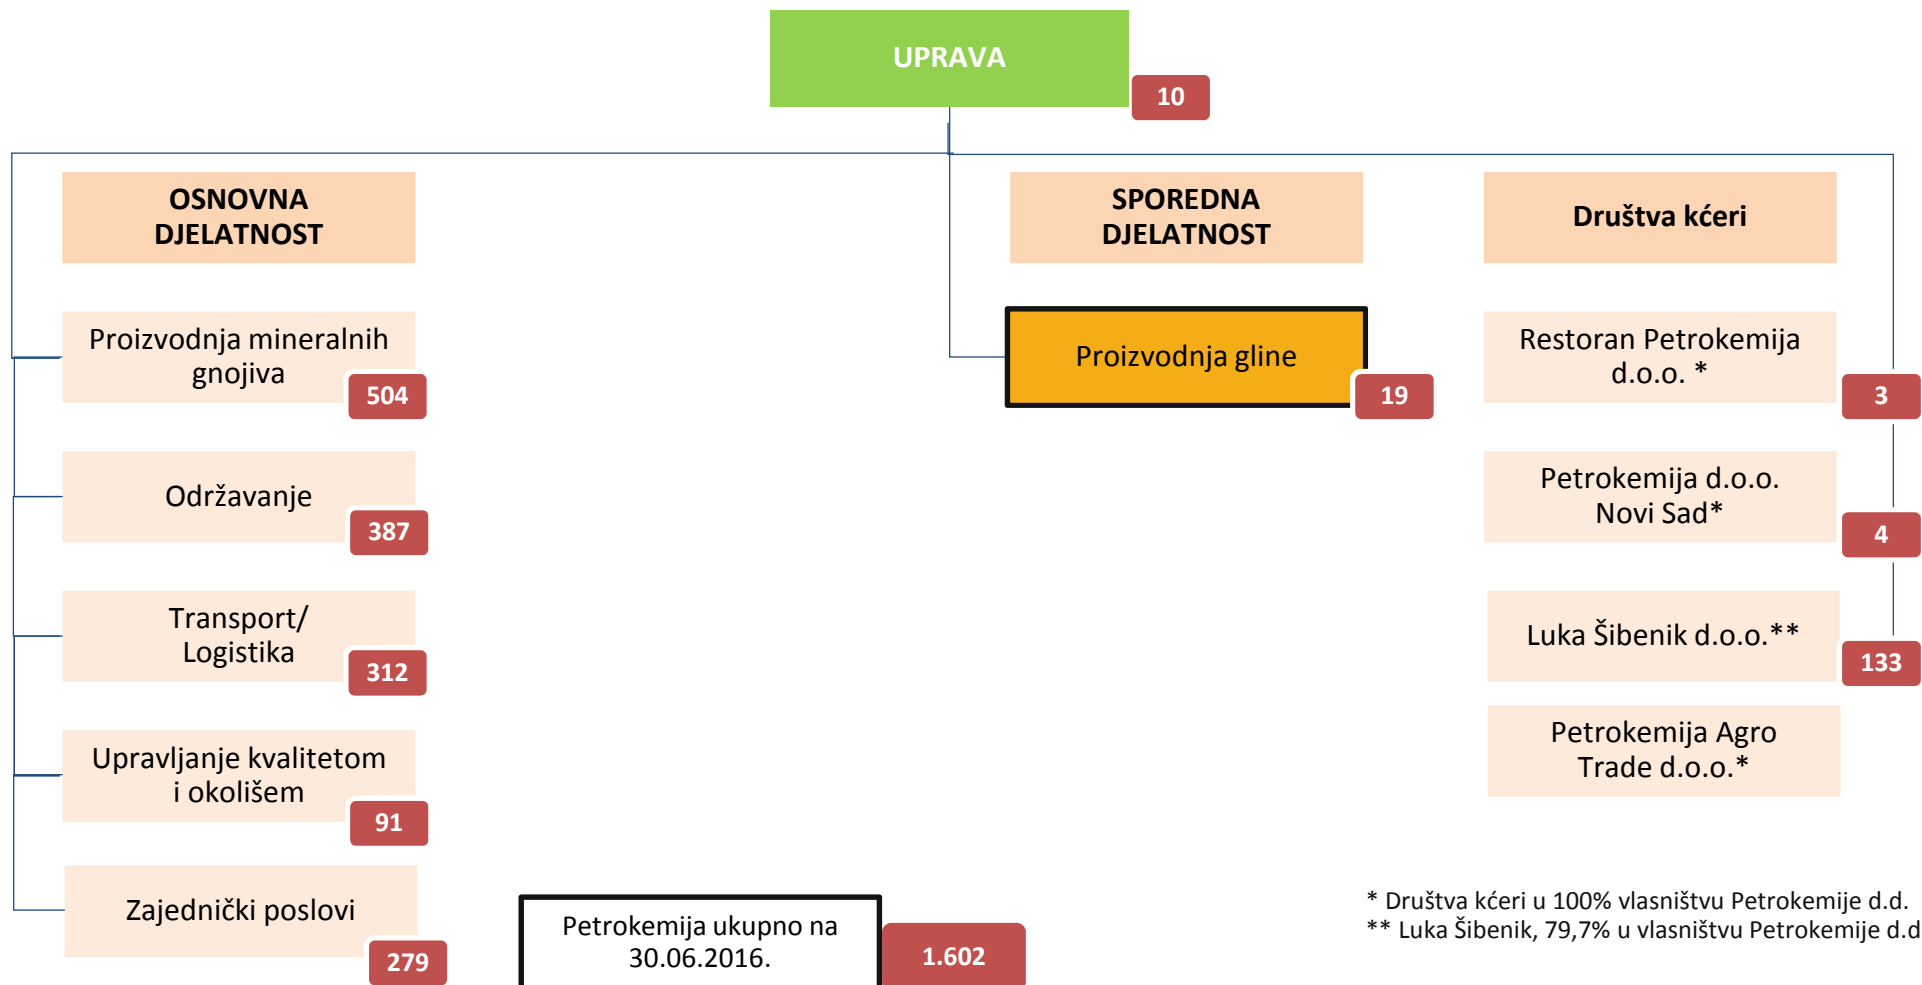 UPRAVA
10
OSNOVNA
DJELATNOST
Proizvodnja mineralnih
gnojiva
504
Održavanje
387
Transport/
Logistika
312
Upravljanje kvalitetom
i okolišem
91
Zajednički poslovi
279
Petrokemija ukupno na
30.06.2016.
1.602
SPOREDNA
DJELATNOST
Proizvodnja gline
19
Društva kćeri
Restoran Petrokemija
d.o.o. *
3
Petrokemija d.o.o.
Novi Sad*
4
Luka Šibenik d.o.o.**
133
Petrokemija Agro
Trade d.o.o.*
* Društva kćeri u 100% vlasništvu Petrokemije d.d.
** Luka Šibenik, 79,7% u vlasništvu Petrokemije d.d